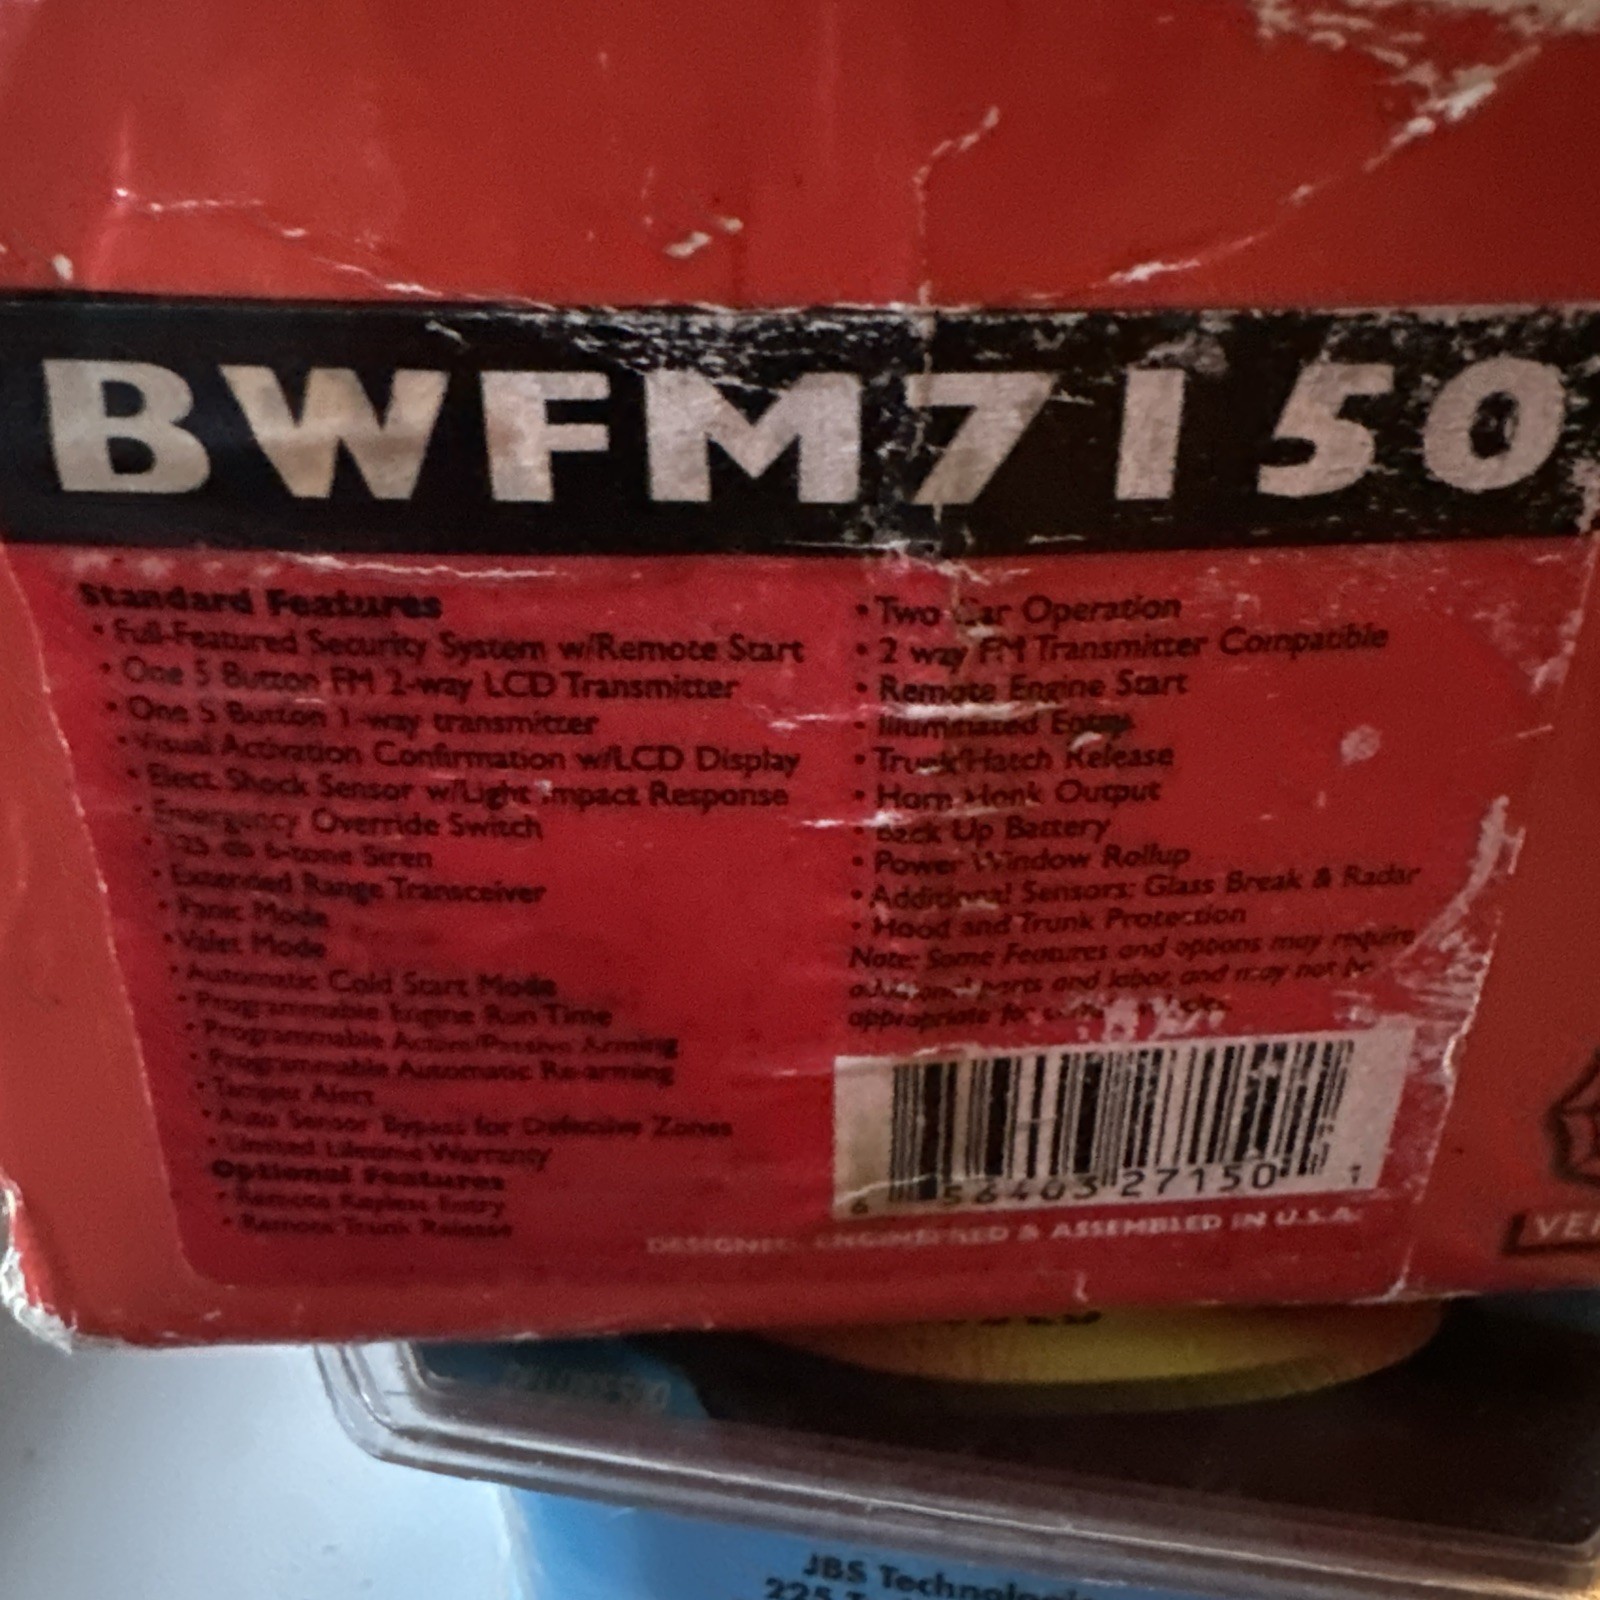 BWFM7150
Standard Features
• Full-Featured Security System w/Remote Start
• One 5 Button FM 2-way LCD Transmitter
• One 5 Button 1-way transmitter
• Visual Activation Confirmation w/LCD Display
• Elect. Shock Sensor w/Light Impact Response
• Emergency Override Switch
db 6-tone Siren
• Extended Range Transceiver
• Panic Mode
• Valet Mode
• Automatic Cold Start Mode
• Programmable Engine Run Time
• Programmable Active/Passive Arming
• Programmable Automatic Re-arming
• Tamper Alert
• Auto Sensor Bypass for Defective Zones
• Limited Lifetime Warranty
Optional Features
• Remote Keyless Entry
• Remote Trunk Release
• Two Car Operation
• 2 way FM Transmitter Compatible
• Remote Engine Start
• Illuminated Entry
• Trunk/Hatch Release
• Horn Honk Output
• Back Up Battery
• Power Window Rollup
• Additional Sensors: Glass Break & Radar
• Hood and Trunk Protection
Note: Some Features and options may require
additional parts and labor, and may not be
appropriate for certain vehicles.
6 56403 27150 1
DESIGNED, ENGINEERED & ASSEMBLED IN U.S.A.
JBS
225